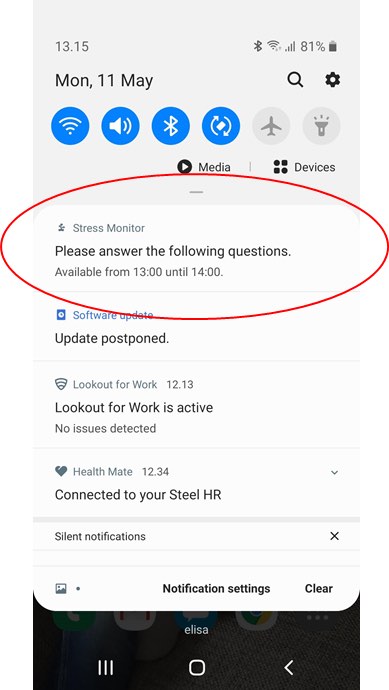 13.15
81%
Mon, 11 May
Media
Devices
Stress Monitor
Please answer the following questions.
Available from 13:00 until 14:00.
Software update
Update postponed.
Lookout for Work 12.13
Lookout for Work is active
No issues detected
Health Mate 12.34
Connected to your Steel HR
Silent notifications
Notification settings
Clear
elisa